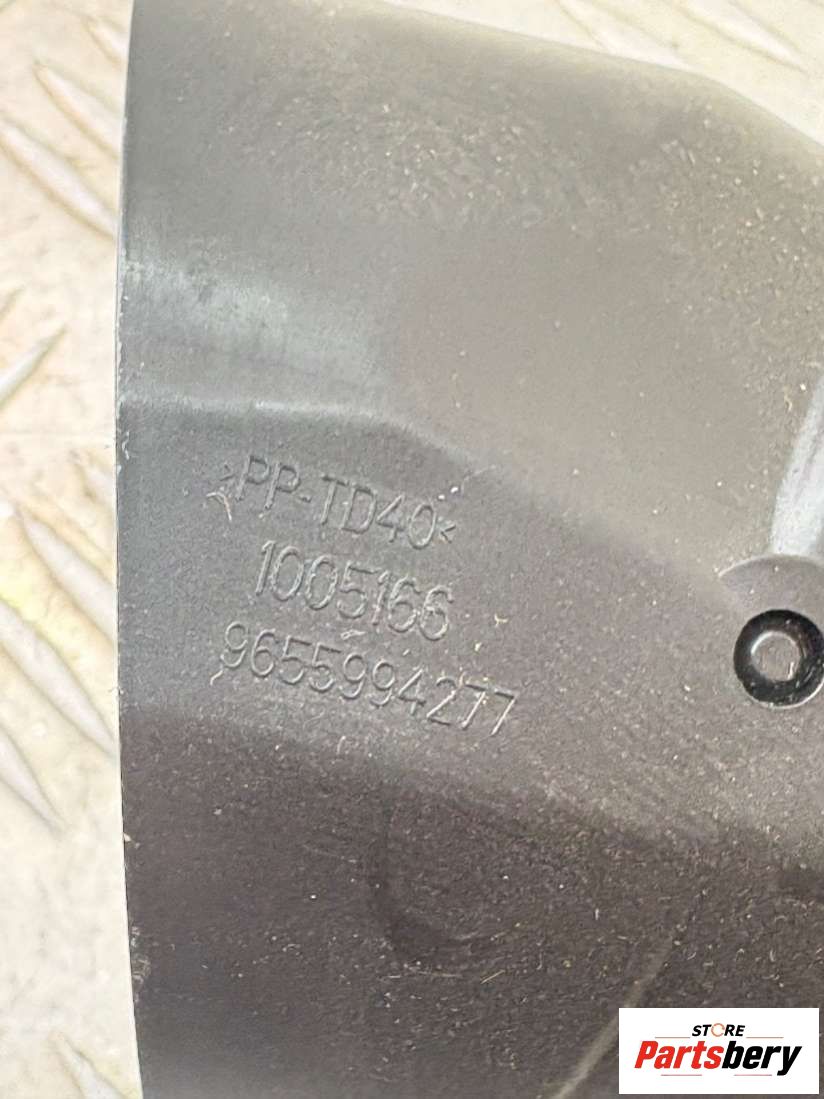 >PP-TD40<
1005166
9655994277
STORE
Partsbery